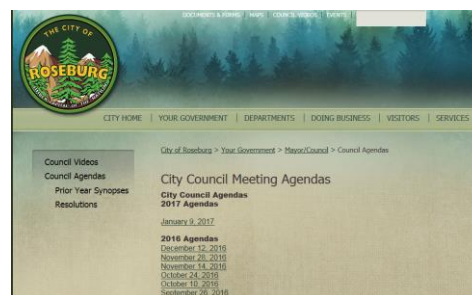 DOCUMENTS & FORMS | MAPS | COUNCIL VIDEOS | EVENTS |
THE CITY OF
ROSEBURG
CITY HOME | YOUR GOVERNMENT | DEPARTMENTS | DOING BUSINESS | VISITORS | SERVICES
Council Videos
Council Agendas
Prior Year Synopses
Resolutions
City of Roseburg > Your Government > Mayor/Council > Council Agendas
City Council Meeting Agendas
City Council Agendas
2017 Agendas
January 9, 2017
2016 Agendas
December 12, 2016
November 28, 2016
November 14, 2016
October 24, 2016
October 10, 2016
September 26, 2016